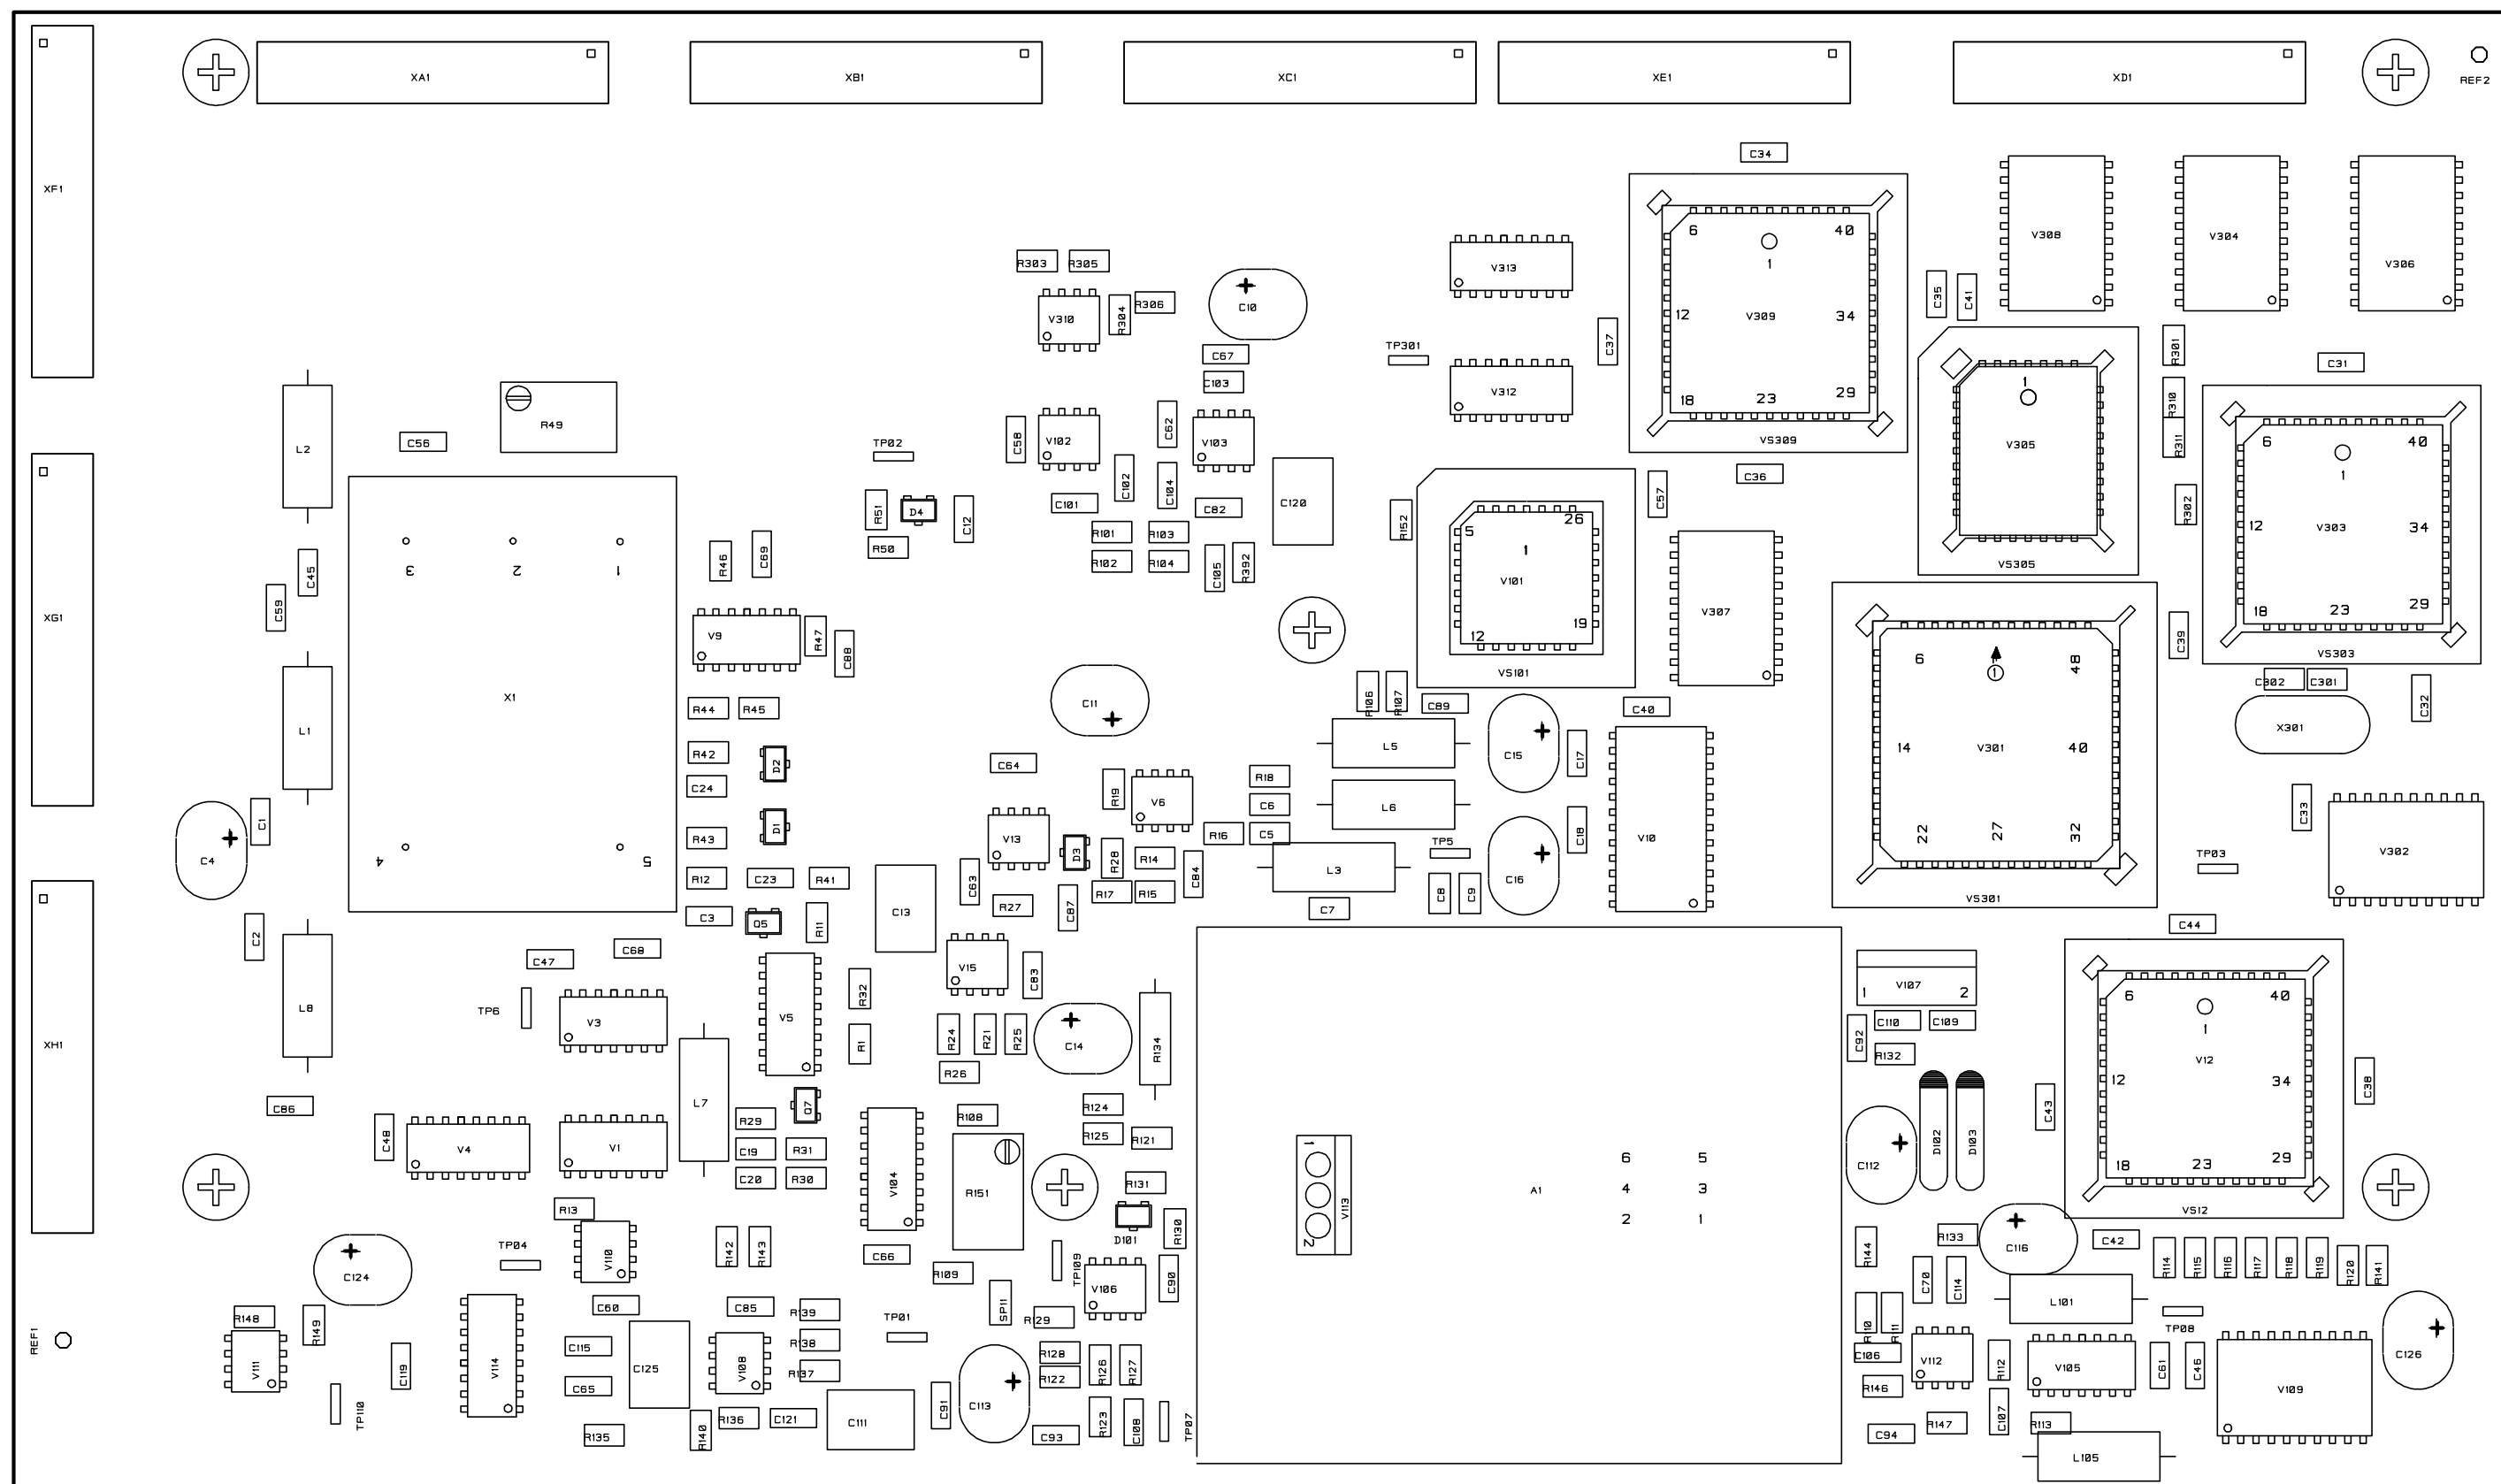 XA1
XB1
XC1
XE1
XD1
REF2
C34
XF1
6
40
1
12
V309
34
18
23
29
VS309
V308
V304
V306
R303
R305
V313
C35
C41
V310
R304
R306
C10
C37
C67
TP301
R301
C31
C103
V312
1
R310
V305
VS305
R311
6
40
1
12
V303
34
18
23
29
VS303
L2
R49
C56
TP02
C58
V102
C62
V103
C102
C104
C36
C57
R302
R51
D4
C12
C101
C82
C120
R152
5
26
1
V101
12
19
VS101
3
2
1
R50
R101
R103
R102
R104
C105
R392
R46
C69
C45
C59
XG1
V9
R47
C88
V307
6
48
1
14
V301
40
22
27
32
VS301
C39
X1
L1
R44
R45
C11
R106
R107
C89
C40
C302
C301
C32
X301
R42
D2
C64
L5
C15
C17
C24
R19
V6
R18
C6
L6
C33
C1
C4
D1
R43
V13
D3
R28
R14
R16
C5
TP5
C18
V10
V302
4
5
L3
C16
TP03
R12
C23
R41
C13
C63
R17
R15
C84
C8
C9
C3
Q5
R11
R27
C87
C7
C44
C2
C47
C68
V15
C83
1
V107
2
6
40
1
12
V12
34
18
23
29
VS12
L8
TP6
V3
V5
R32
R1
R24
R21
R25
C14
R134
C92
C110
C109
R132
XH1
R26
C38
C86
L7
Q7
R108
R124
R125
R121
C43
C48
V4
V1
R29
C19
R31
C20
R30
V104
R151
R131
1
V113
2
A1
6
5
4
3
2
1
C112
D102
D103
R13
D101
R130
TP04
V110
R142
R143
C66
R109
TP109
V106
C90
R144
R133
C116
C42
R114
R115
R116
R117
R118
R119
R120
R141
C124
C70
C114
L101
C60
C85
R139
SP11
R129
R148
R149
REF1
TP01
R138
R110
R111
TP08
V111
C119
V114
C115
C125
V108
R137
R128
R122
R126
R127
C106
V112
R112
V105
C61
C46
C126
C65
TP110
R146
V109
R140
R136
C121
C111
C91
C113
R123
C108
TP07
R147
C107
R113
R135
C93
C94
L105